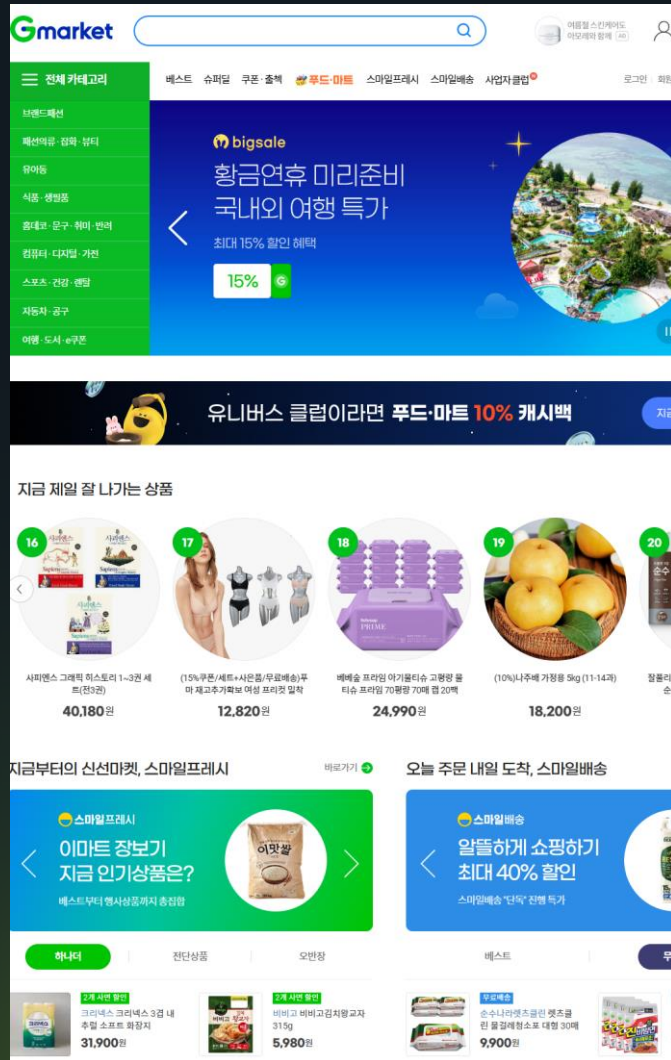 Gmarket
여름철 스킨케어도
아모레와 함께 AD
전체 카테고리
베스트 슈퍼딜 쿠폰·출첵 푸드·마트 스마일프레시 스마일배송 사업자클럽
로그인
브랜드패션
패션의류·잡화·뷰티
유아동
식품·생필품
홈데코·문구·취미·반려
컴퓨터·디지털·가전
스포츠·건강·렌탈
자동차·공구
여행·도서·e쿠폰
bigsale
황금연휴 미리준비
국내외 여행 특가
최대 15% 할인 혜택
15% G
유니버스 클럽이라면 푸드·마트 10% 캐시백
지금 제일 잘 나가는 상품
16
17
18
19
20
사피엔스 그래픽 히스토리 1~3권 세
트(전3권)
40,180원
(15%쿠폰/세트+사은품/무료배송)푸
마 재고추가확보 여성 프리컷 밀착
12,820원
베베숲 프라임 아기물티슈 고평량 물
티슈 프라임 70평량 70매 캡 20팩
24,990원
(10%)나주배 가정용 5kg (11-14과)
18,200원
지금부터의 신선마켓, 스마일프레시
바로가기
스마일프레시
이마트 장보기
지금 인기상품은?
베스트부터 행사상품까지 총집합
이맛쌀
오늘 주문 내일 도착, 스마일배송
스마일배송
알뜰하게 쇼핑하기
최대 40% 할인
스마일배송 "단독" 진행 특가
하나더
전단상품
오반장
베스트
2개 사면 할인
크리넥스 크리넥스 3겹 내
추럴 소프트 화장지
31,900원
2개 사면 할인
비비고 비비고김치왕교자
315g
5,980원
무료배송
순수나라렛츠클린 렛츠클
린 물걸레청소포 대형 30매
9,900원